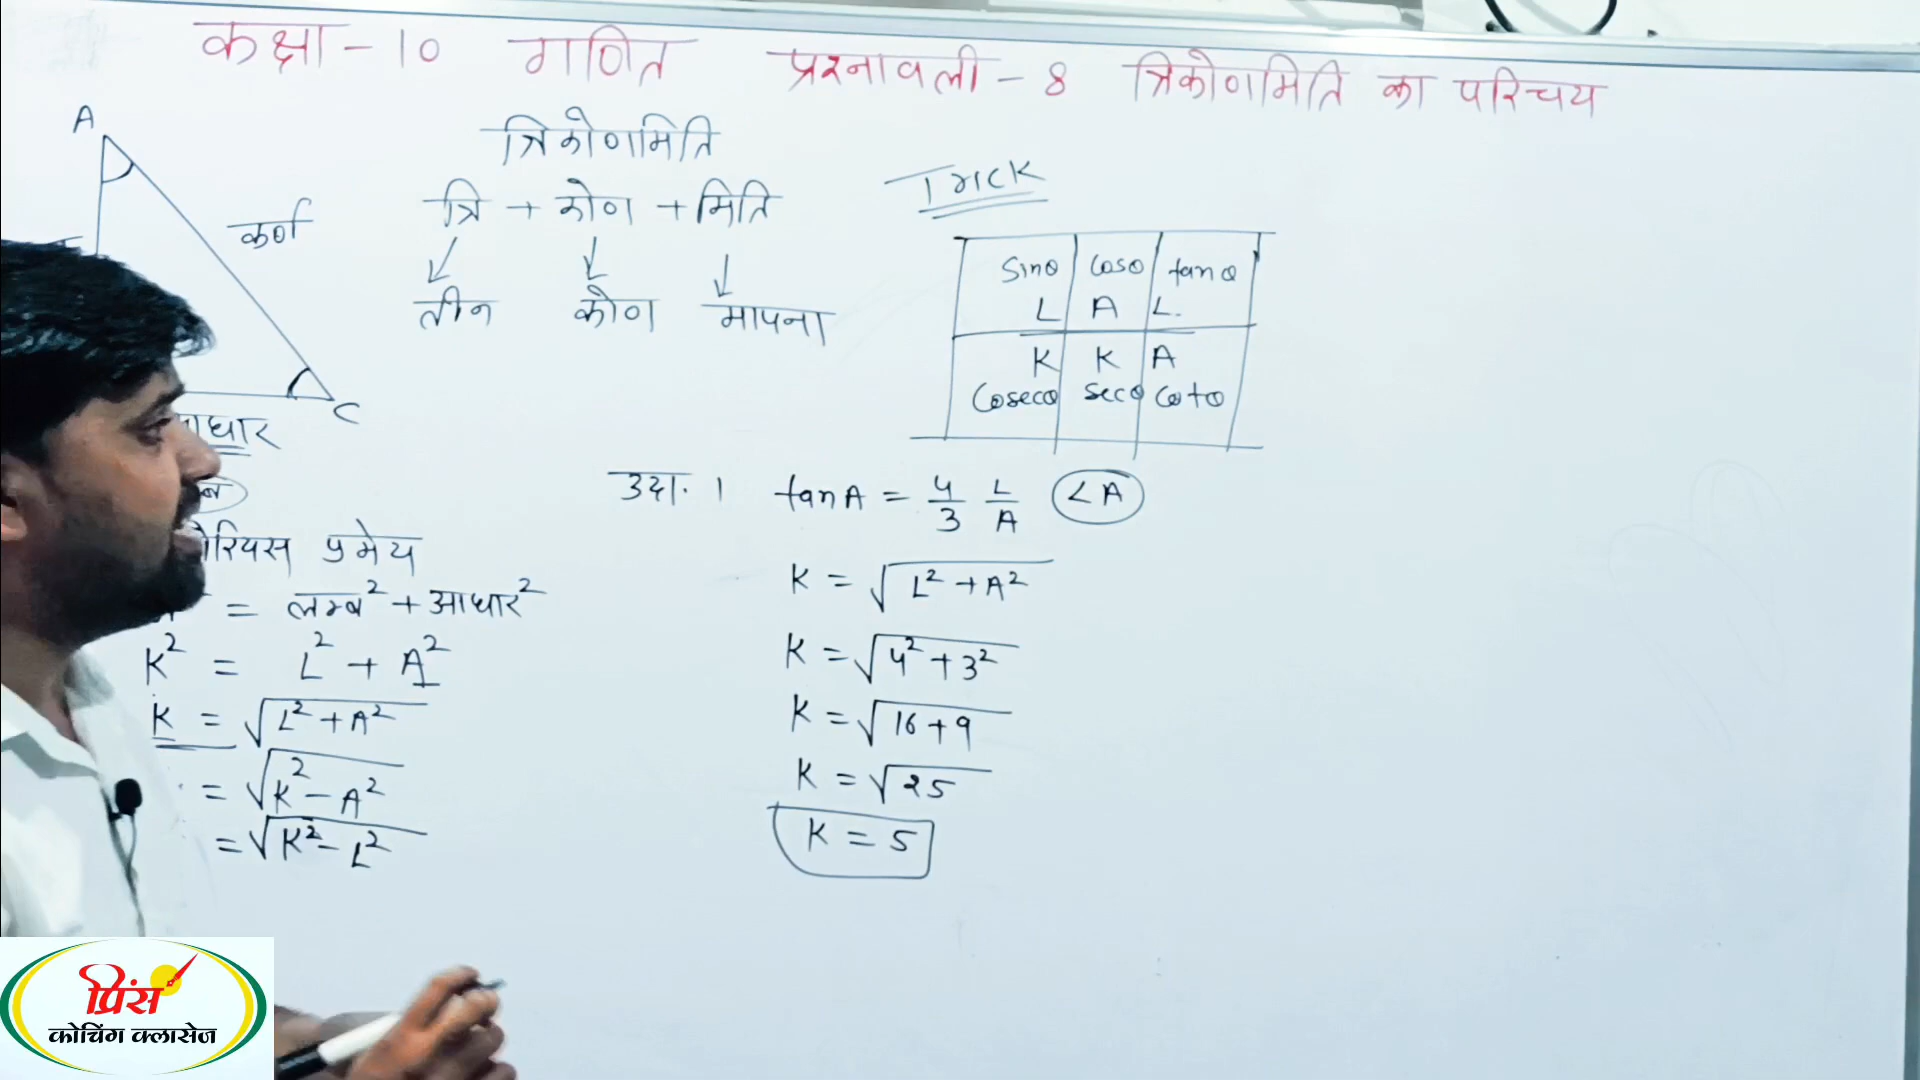 कक्षा - 10 गणित प्रश्नावली - 8 त्रिकोणमिति का परिचय
A
कर्ण
C
त्रिकोणमिति
त्रि + कोण + मिति
तीन कोण मापना
Trick
sinθ cosθ tanθ
L A L.
K K A
Cosecθ secθ cotθ
प्रमेय
= लम्ब² + आधार²
K² = L² + A²
K = √L² + A²
= √K² - A²
= √K² - L²
उदा. 1 tanA = 4/3 L/A ∠A
K = √L² + A²
K = √4² + 3²
K = √16 + 9
K = √25
K = 5
प्रिंस
कोचिंग क्लासेज